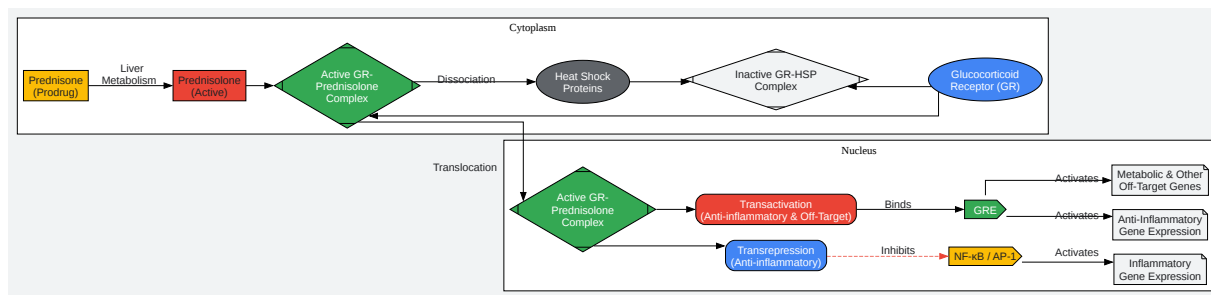 Cytoplasm
Prednisone
(Prodrug)
Liver
Metabolism
Prednisolone
(Active)
Active GR-
Prednisolone
Complex
Dissociation
Heat Shock
Proteins
Inactive GR-HSP
Complex
Glucocorticoid
Receptor (GR)
Translocation
Nucleus
Active GR-
Prednisolone
Complex
Transactivation
(Anti-inflammatory & Off-Target)
Binds
GRE
Activates
Metabolic & Other
Off-Target Genes
Activates
Anti-Inflammatory
Gene Expression
Transrepression
(Anti-inflammatory)
Inhibits
NF-κB / AP-1
Activates
Inflammatory
Gene Expression